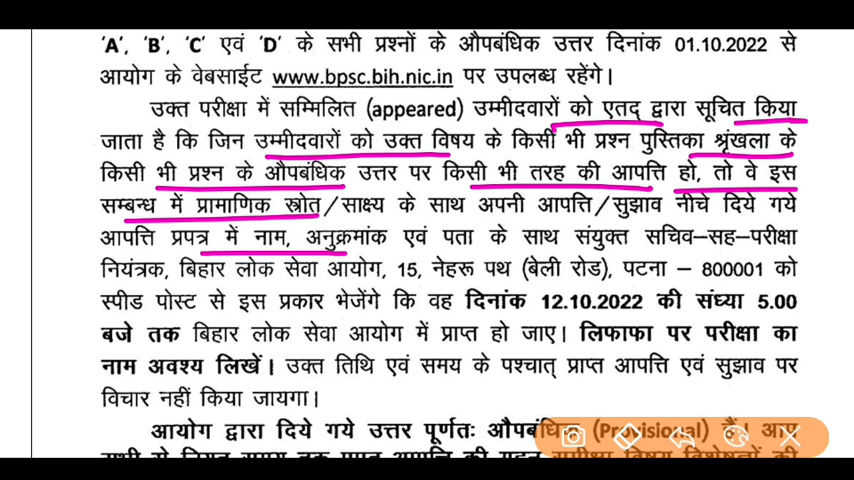 'A', 'B', 'C' एवं 'D' के सभी प्रश्नों के औपबंधिक उत्तर दिनांक 01.10.2022 से
आयोग के वेबसाईट www.bpsc.bih.nic.in पर उपलब्ध रहेंगे।
उक्त परीक्षा में सम्मिलित (appeared) उम्मीदवारों को एतद् द्वारा सूचित किया
जाता है कि जिन उम्मीदवारों को उक्त विषय के किसी भी प्रश्न पुस्तिका श्रृंखला के
किसी भी प्रश्न के औपबंधिक उत्तर पर किसी भी तरह की आपत्ति हो, तो वे इस
सम्बन्ध में प्रामाणिक स्त्रोत/साक्ष्य के साथ अपनी आपत्ति/सुझाव नीचे दिये गये
आपत्ति प्रपत्र में नाम, अनुक्रमांक एवं पता के साथ संयुक्त सचिव–सह–परीक्षा
नियंत्रक, बिहार लोक सेवा आयोग, 15, नेहरू पथ (बेली रोड), पटना – 800001 को
स्पीड पोस्ट से इस प्रकार भेजेंगे कि वह दिनांक 12.10.2022 की संध्या 5.00
बजे तक बिहार लोक सेवा आयोग में प्राप्त हो जाए। लिफाफा पर परीक्षा का
नाम अवश्य लिखें। उक्त तिथि एवं समय के पश्चात् प्राप्त आपत्ति एवं सुझाव पर
विचार नहीं किया जायगा।
आयोग द्वारा दिये गये उत्तर पूर्णतः औपबंधिक (Provisional) हैं। आए